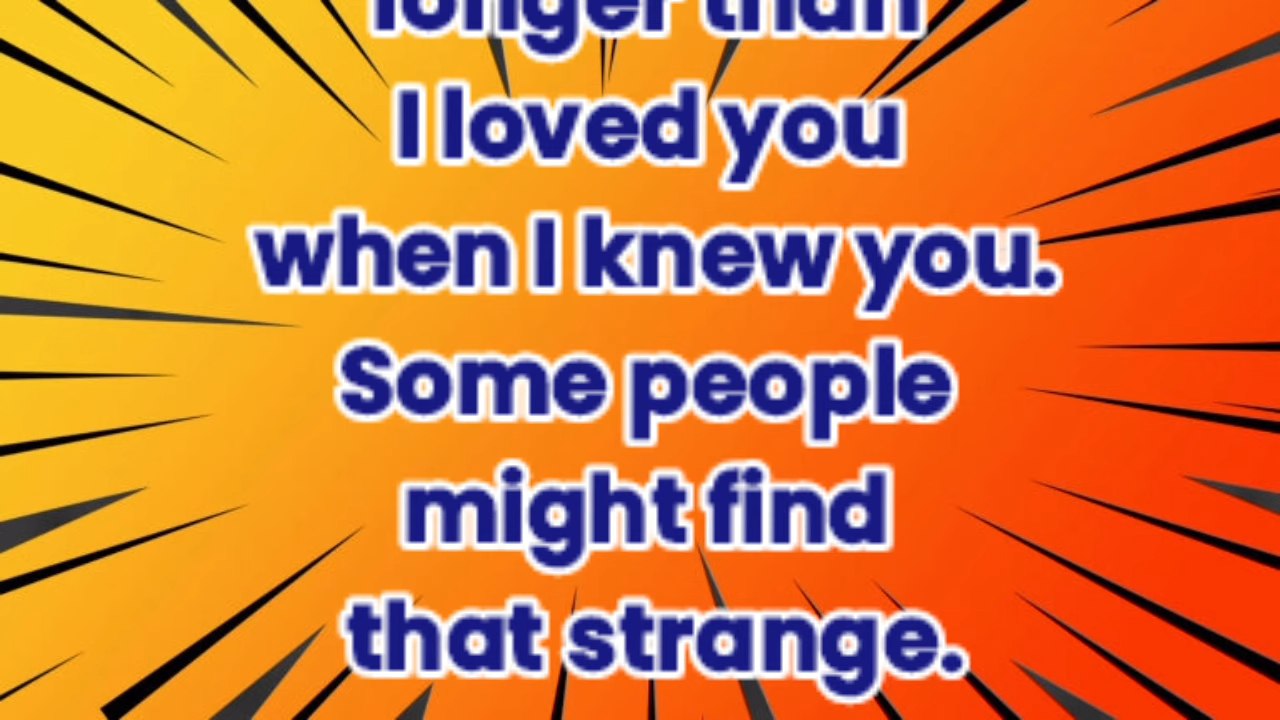 longer than
I loved you
when I knew you.
Some people
might find
that strange.